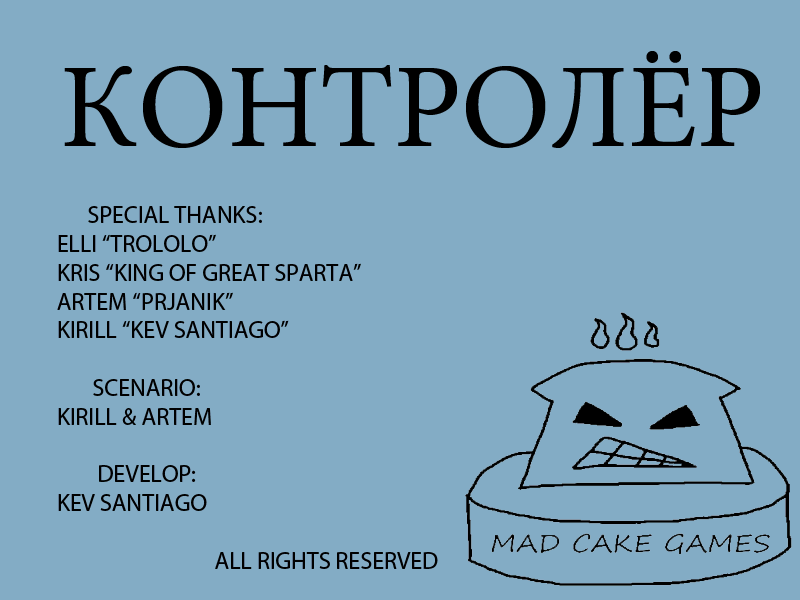 КОНТРОЛЁР
SPECIAL THANKS:
ELLI “TROLOLO”
KRIS “KING OF GREAT SPARTA”
ARTEM “PRJANIK”
KIRILL “KEV SANTIAGO”
SCENARIO:
KIRILL & ARTEM
DEVELOP:
KEV SANTIAGO
MAD CAKE GAMES
ALL RIGHTS RESERVED